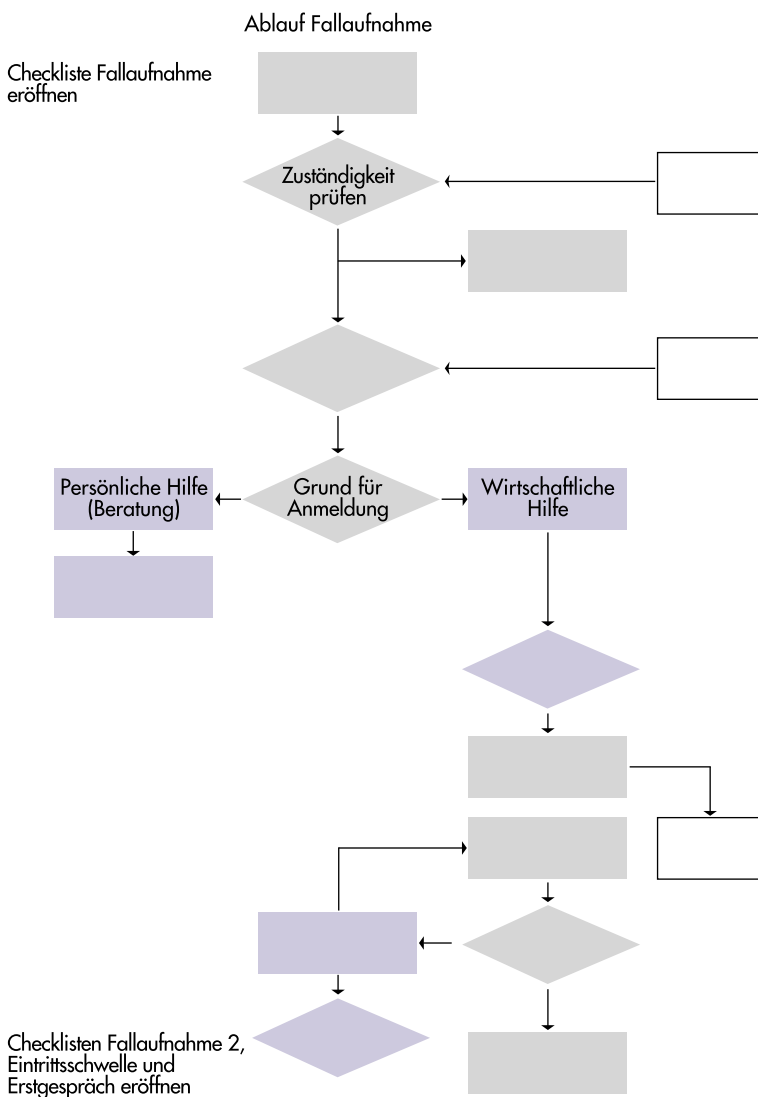 Ablauf Fallaufnahme
Checkliste Fallaufnahme
eröffnen
Zuständigkeit
prüfen
Persönliche Hilfe
(Beratung)
Grund für
Anmeldung
Wirtschaftliche
Hilfe
Checklisten Fallaufnahme 2,
Eintrittsschwelle und
Erstgespräch eröffnen